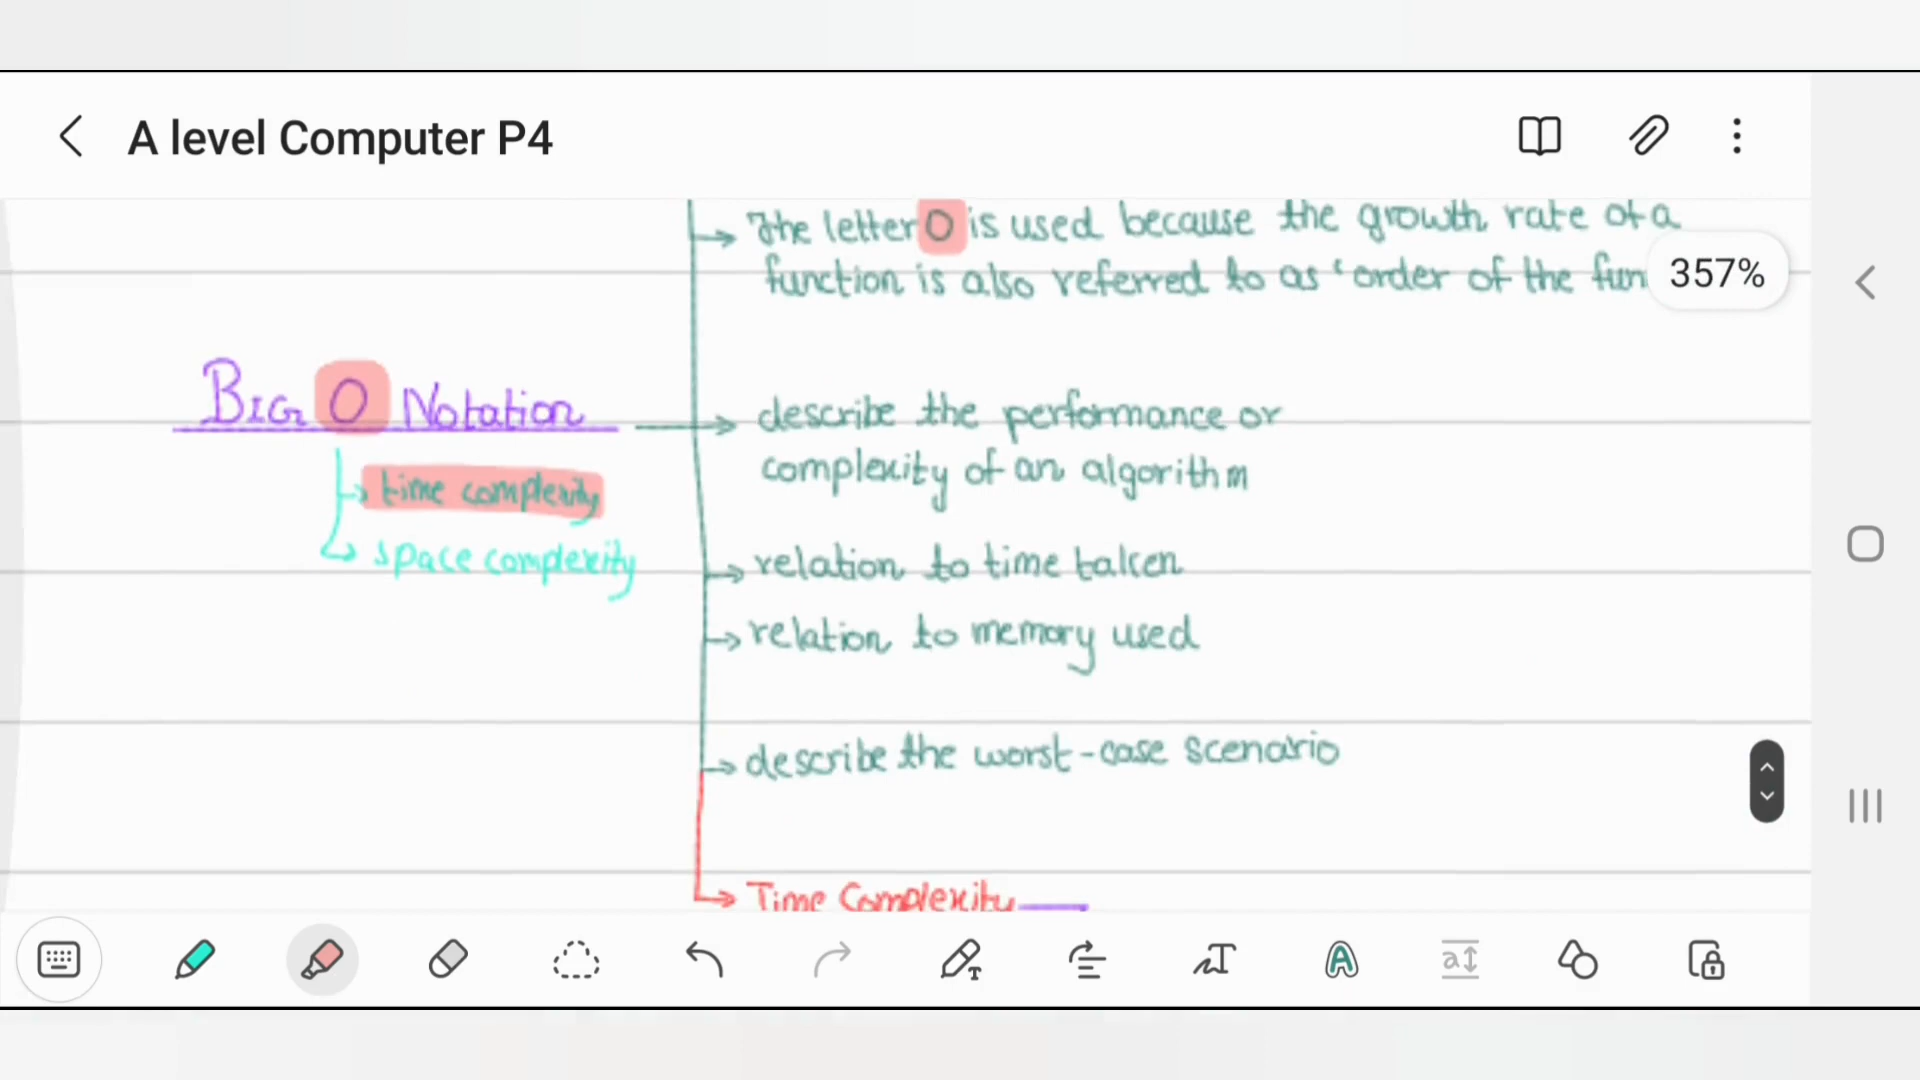 A level Computer P4
The letter O is used because the growth rate of a
function is also referred to as 'order of the fun
357%
BIG O Notation
time complexity
space complexity
describe the performance or
complexity of an algorithm
relation to time taken
relation to memory used
describe the worst-case scenario
Time Complexity